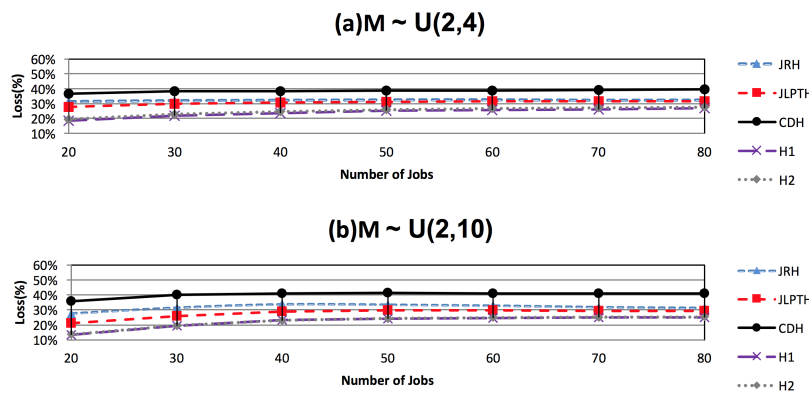 (a)M ~ U(2,4)
60%
50%
40%
30%
20%
10%
Loss(%)
20 30 40 50 60 70 80
Number of Jobs
JRH
JLPTH
CDH
H1
H2
(b)M ~ U(2,10)
60%
50%
40%
30%
20%
10%
Loss(%)
20 30 40 50 60 70 80
Number of Jobs
JRH
JLPTH
CDH
H1
H2